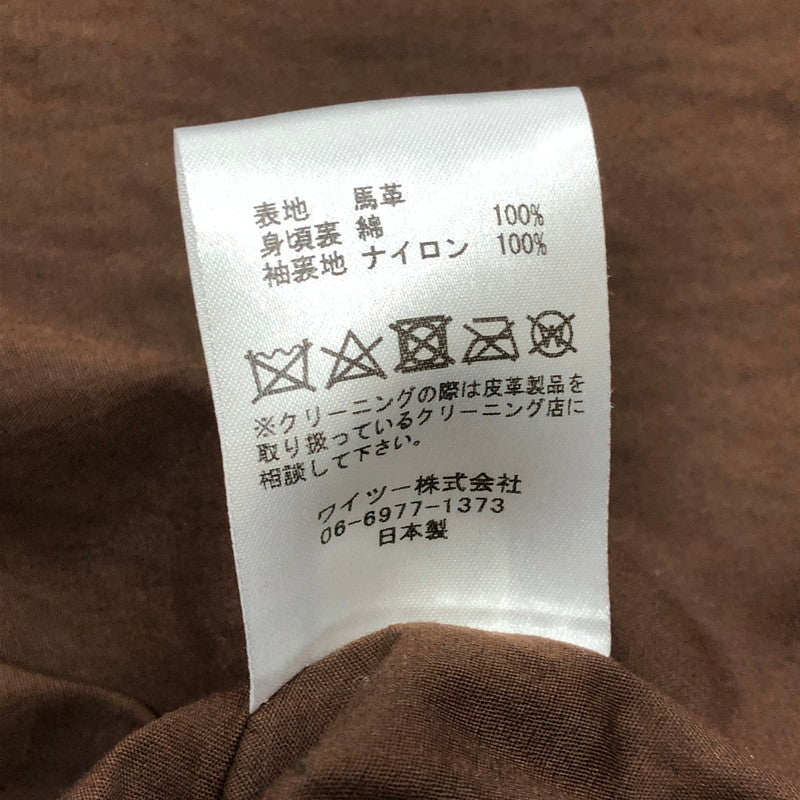 表地 馬革
身頃裏 綿 100%
袖裏地 ナイロン 100%
※クリーニングの際は皮革製品を
取り扱っているクリーニング店に
相談して下さい。
ワイツー株式会社
06-6977-1373
日本製